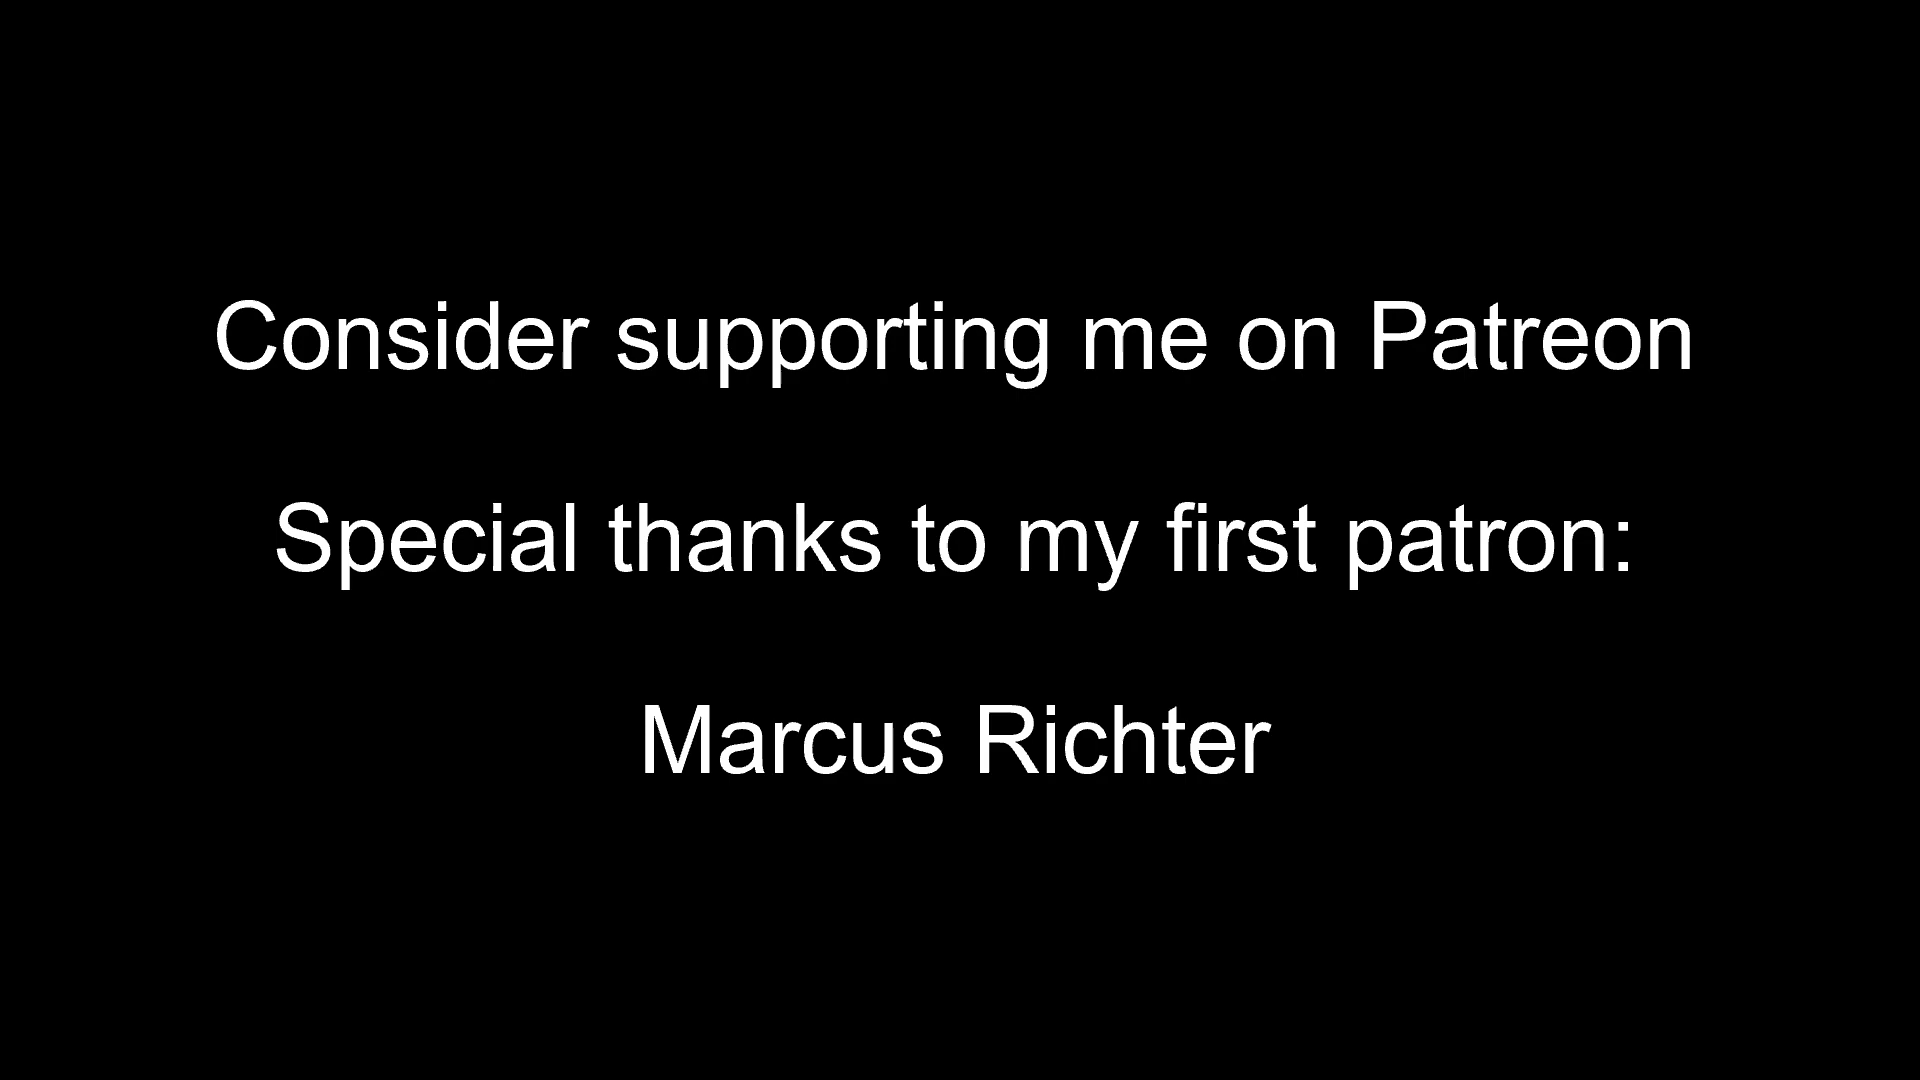 Consider supporting me on Patreon
Special thanks to my first patron:
Marcus Richter